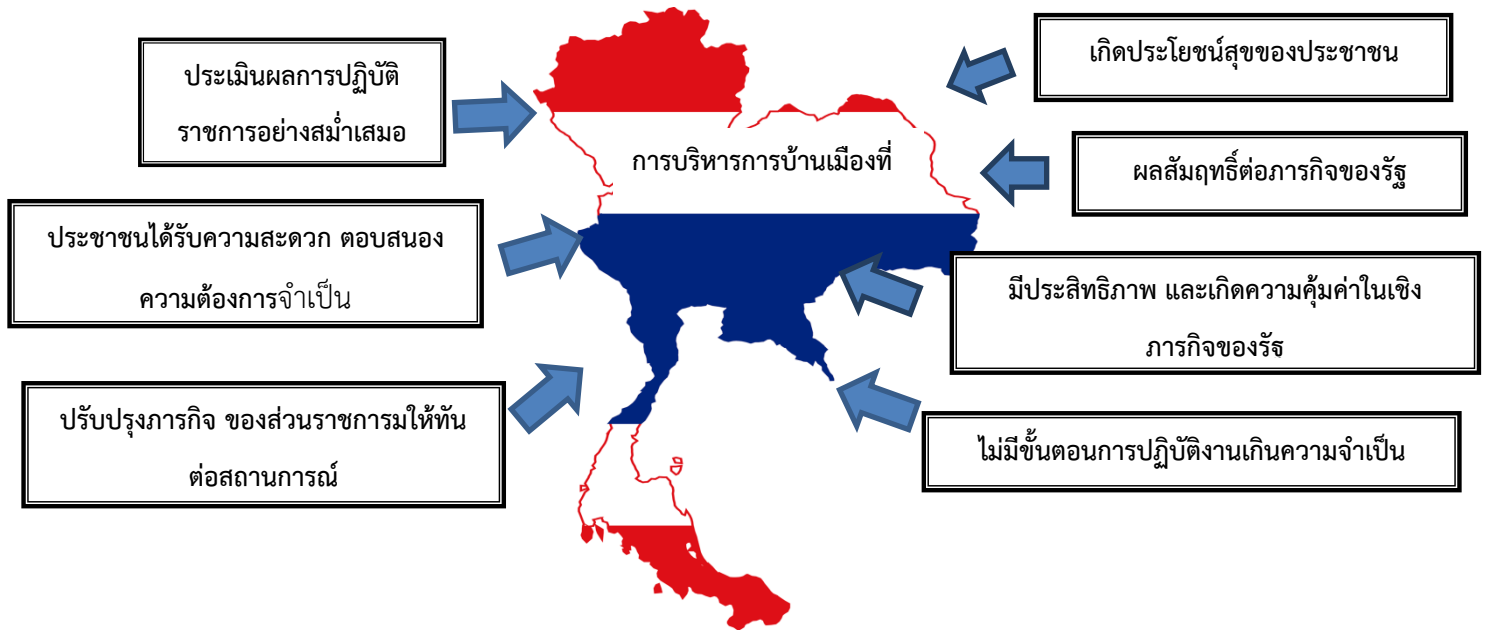 ประเมินผลการปฏิบัติ
ราชการอย่างสม่ำเสมอ
เกิดประโยชน์สุขของประชาชน
การบริหารการบ้านเมืองที่
ผลสัมฤทธิ์ต่อภารกิจของรัฐ
ประชาชนได้รับความสะดวก ตอบสนอง
ความต้องการจำเป็น
มีประสิทธิภาพ และเกิดความคุ้มค่าในเชิง
ภารกิจของรัฐ
ปรับปรุงภารกิจ ของส่วนราชการมให้ทัน
ต่อสถานการณ์
ไม่มีขั้นตอนการปฏิบัติงานเกินความจำเป็น